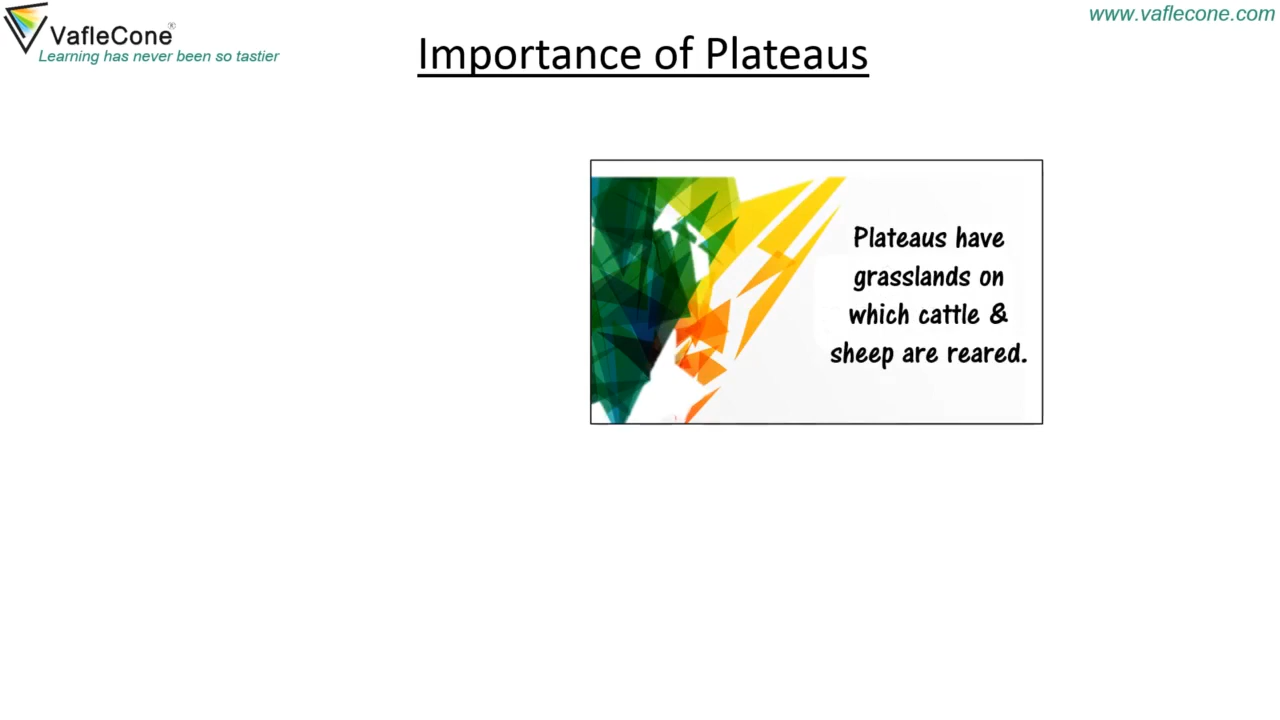 VafleCone®
Learning has never been so tastier
www.vaflecone.com
Importance of Plateaus
Plateaus have
grasslands on
which cattle &
sheep are reared.